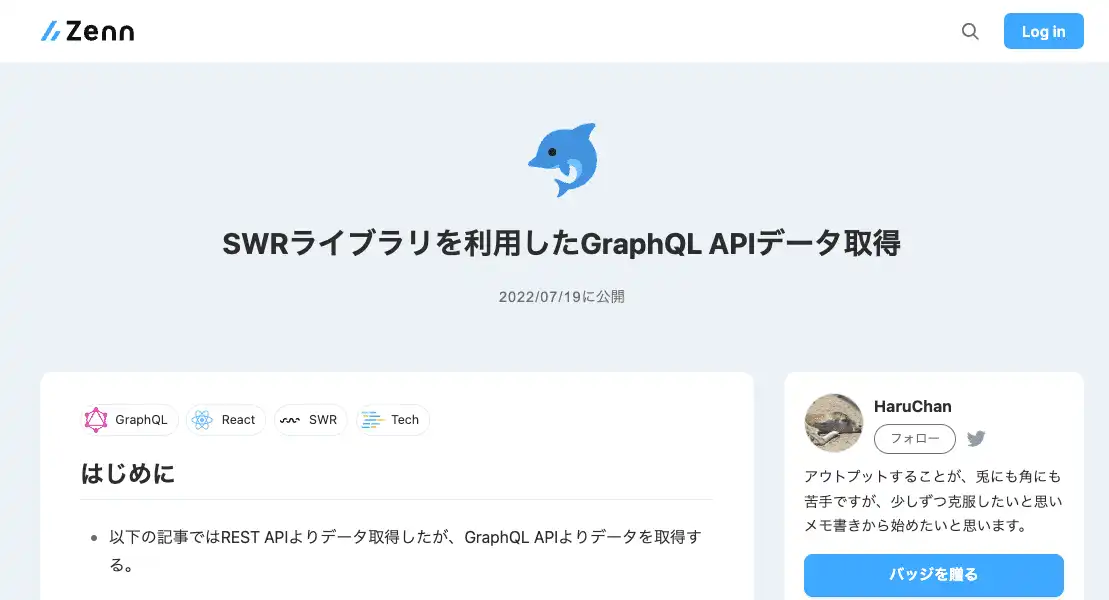 Zenn
Log in
SWRライブラリを利用したGraphQL APIデータ取得
2022/07/19に公開
GraphQL
React
SWR
Tech
はじめに
以下の記事ではREST APIよりデータ取得したが、GraphQL APIよりデータを取得す
る。
HaruChan
フォロー
アウトプットすることが、兎にも角にも
苦手ですが、少しずつ克服したいと思い
メモ書きから始めたいと思います。
バッジを贈る